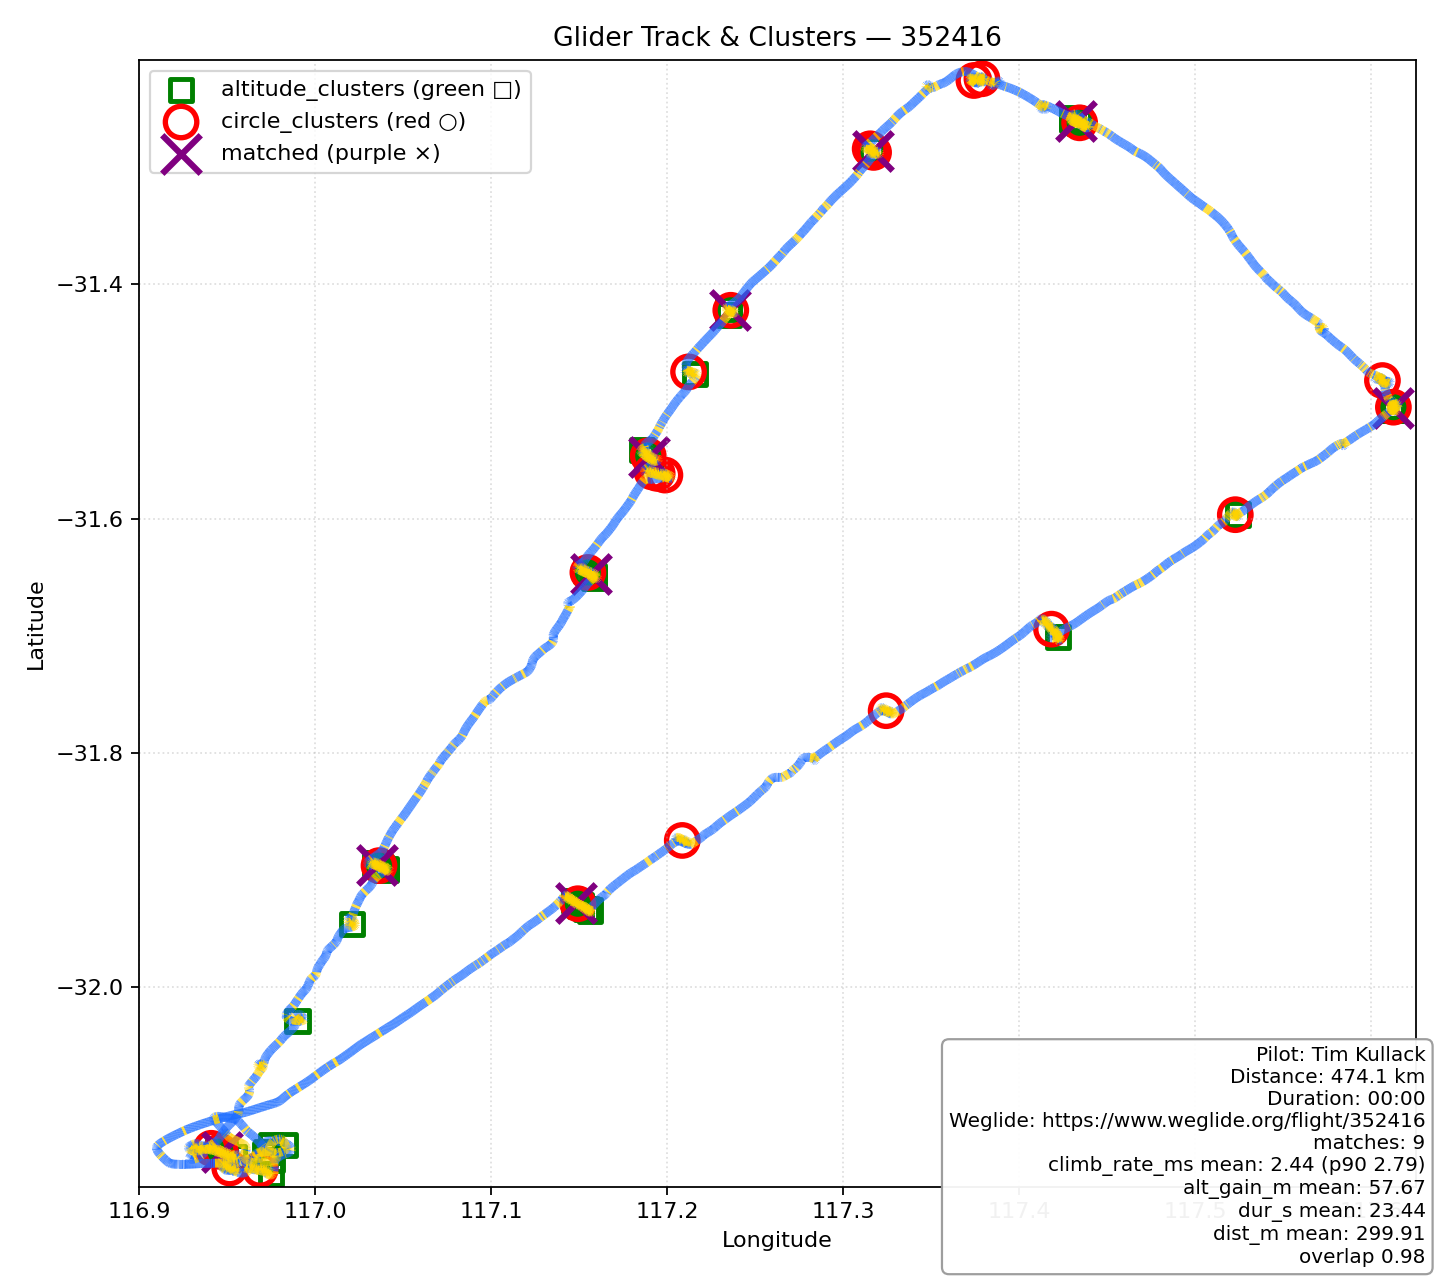 Glider Track & Clusters — 352416
altitude_clusters (green □)
circle_clusters (red ○)
matched (purple ×)
Latitude
−31.4
−31.6
−31.8
−32.0
116.9
117.0
117.1
117.2
117.3
117.4
117.5
Longitude
Pilot: Tim Kullack
Distance: 474.1 km
Duration: 00:00
Weglide: https://www.weglide.org/flight/352416
matches: 9
climb_rate_ms mean: 2.44 (p90 2.79)
alt_gain_m mean: 57.67
dur_s mean: 23.44
dist_m mean: 299.91
overlap 0.98